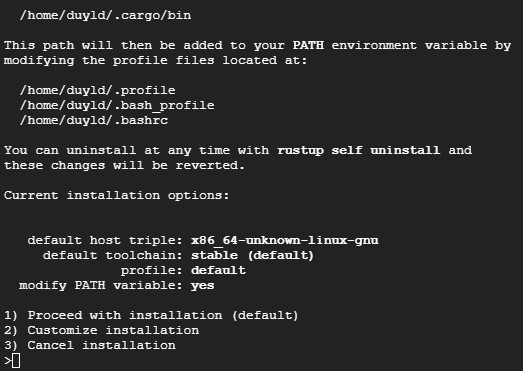 /home/duyld/.cargo/bin
This path will then be added to your PATH environment variable by
modifying the profile files located at:
/home/duyld/.profile
/home/duyld/.bash_profile
/home/duyld/.bashrc
You can uninstall at any time with rustup self uninstall and
these changes will be reverted.
Current installation options:
default host triple: x86_64-unknown-linux-gnu
default toolchain: stable (default)
profile: default
modify PATH variable: yes
1) Proceed with installation (default)
2) Customize installation
3) Cancel installation
>